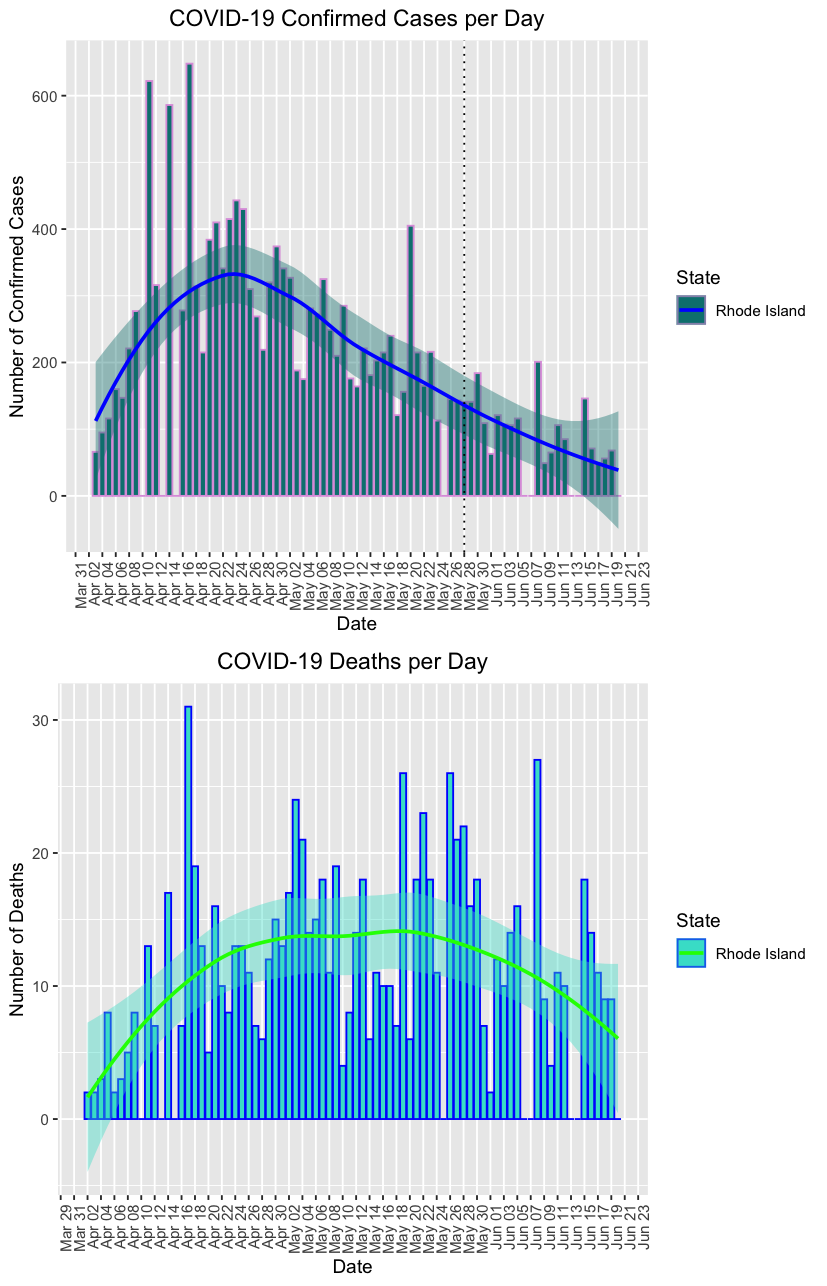 COVID-19 Confirmed Cases per Day
Number of Confirmed Cases
600
400
200
0
Mar 31
Apr 02
Apr 04
Apr 06
Apr 08
Apr 10
Apr 12
Apr 14
Apr 16
Apr 18
Apr 20
Apr 22
Apr 24
Apr 26
Apr 28
Apr 30
May 02
May 04
May 06
May 08
May 10
May 12
May 14
May 16
May 18
May 20
May 22
May 24
May 26
May 28
May 30
Jun 01
Jun 03
Jun 05
Jun 07
Jun 09
Jun 11
Jun 13
Jun 15
Jun 17
Jun 19
Jun 21
Jun 23
Date
State
Rhode Island
COVID-19 Deaths per Day
Number of Deaths
30
20
10
0
Mar 29
Mar 31
Apr 02
Apr 04
Apr 06
Apr 08
Apr 10
Apr 12
Apr 14
Apr 16
Apr 18
Apr 20
Apr 22
Apr 24
Apr 26
Apr 28
Apr 30
May 02
May 04
May 06
May 08
May 10
May 12
May 14
May 16
May 18
May 20
May 22
May 24
May 26
May 28
May 30
Jun 01
Jun 03
Jun 05
Jun 07
Jun 09
Jun 11
Jun 13
Jun 15
Jun 17
Jun 19
Jun 21
Jun 23
Date
State
Rhode Island